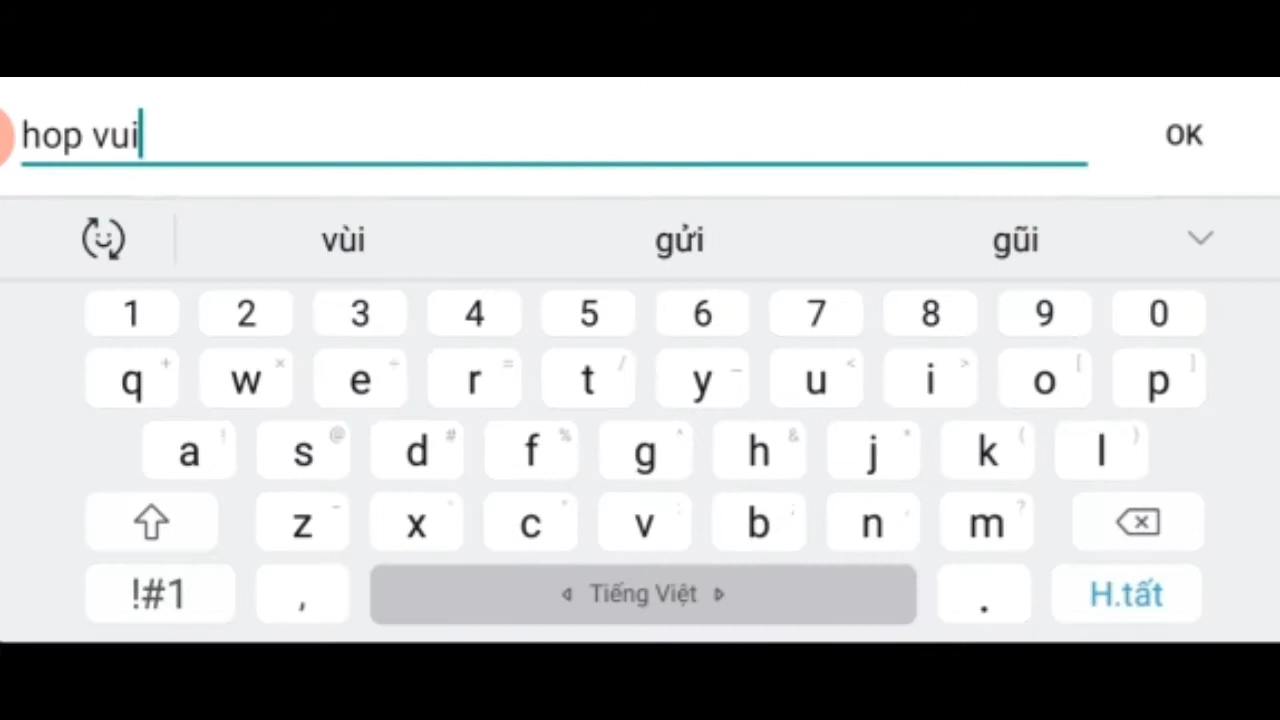 hop vui OK
vùi gửi gũi
1 2 3 4 5 6 7 8 9 0
q + w × e ÷ r = t / y _ u < i > o [ p ]
a ! s @ d # f % g ^ h & j * k ( l )
z - x ' c " v : b ; n , m ?
!#1 , Tiếng Việt . H.tất